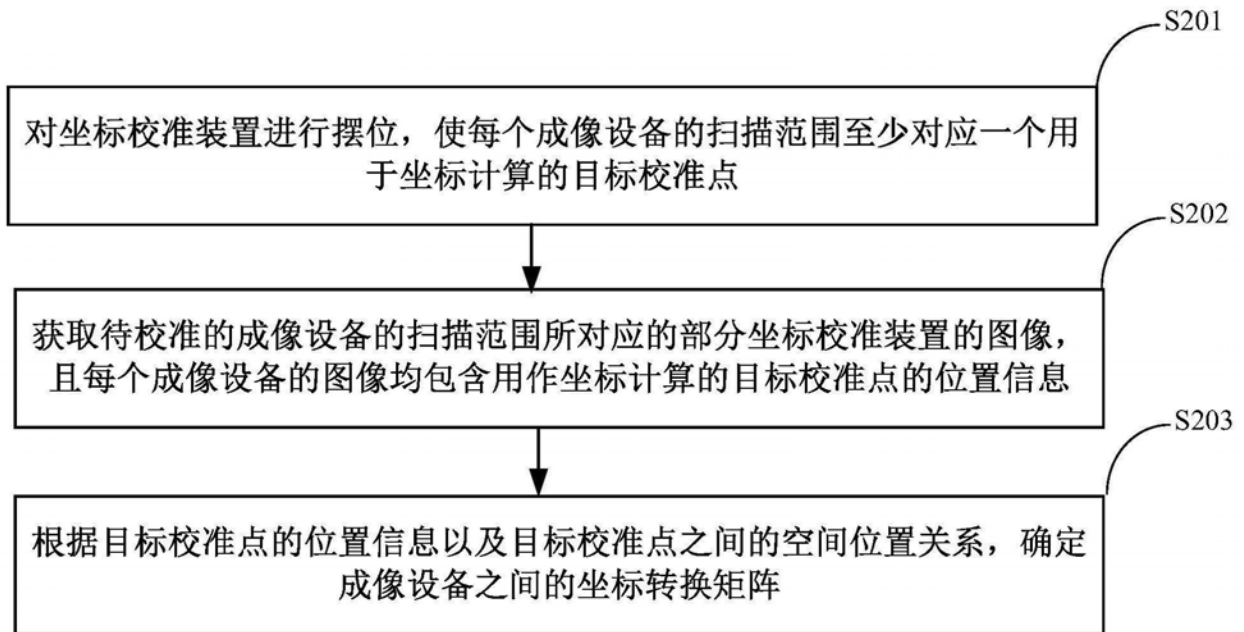 S201
对坐标校准装置进行摆位，使每个成像设备的扫描范围至少对应一个用
于坐标计算的目标校准点
S202
获取待校准的成像设备的扫描范围所对应的部分坐标校准装置的图像，
且每个成像设备的图像均包含用作坐标计算的目标校准点的位置信息
S203
根据目标校准点的位置信息以及目标校准点之间的空间位置关系，确定
成像设备之间的坐标转换矩阵